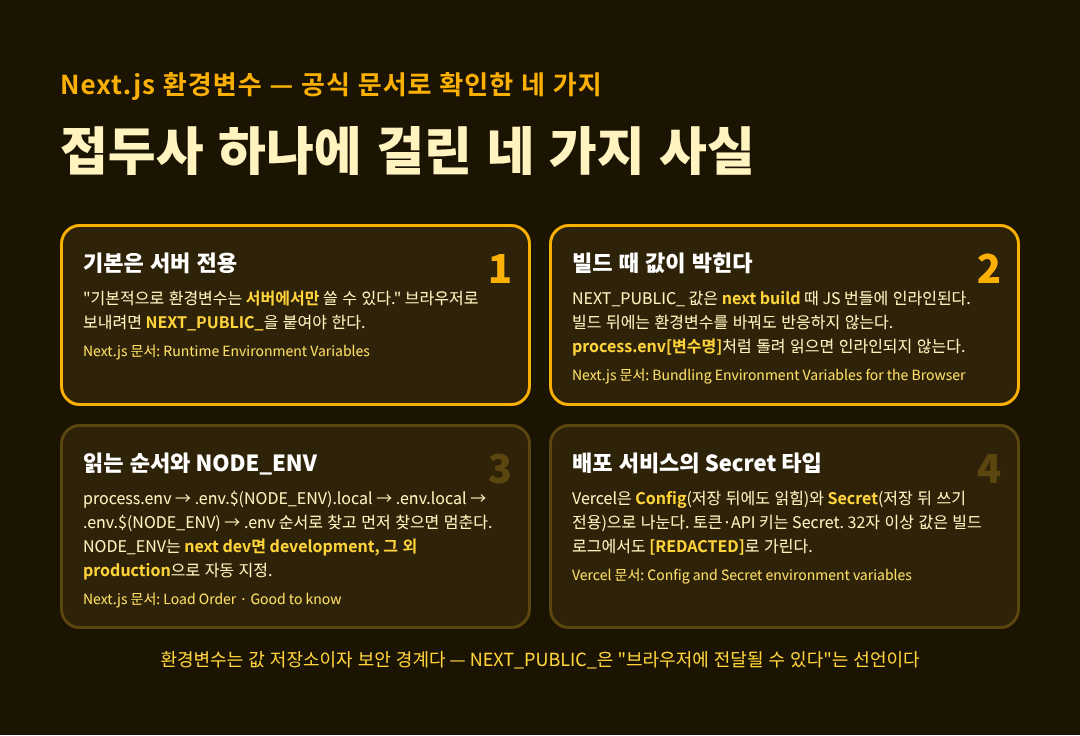 Next.js 환경변수 — 공식 문서로 확인한 네 가지
접두사 하나에 걸린 네 가지 사실
기본은 서버 전용
1
"기본적으로 환경변수는 서버에서만 쓸 수 있다." 브라우저로
보내려면 NEXT_PUBLIC_을 붙여야 한다.
Next.js 문서: Runtime Environment Variables
빌드 때 값이 박힌다
2
NEXT_PUBLIC_ 값은 next build 때 JS 번들에 인라인된다.
빌드 뒤에는 환경변수를 바꿔도 반응하지 않는다.
process.env[변수명]처럼 돌려 읽으면 인라인되지 않는다.
Next.js 문서: Bundling Environment Variables for the Browser
읽는 순서와 NODE_ENV
3
process.env → .env.$(NODE_ENV).local → .env.local →
.env.$(NODE_ENV) → .env 순서로 찾고 먼저 찾으면 멈춘다.
NODE_ENV는 next dev면 development, 그 외
production으로 자동 지정.
Next.js 문서: Load Order · Good to know
배포 서비스의 Secret 타입
4
Vercel은 Config(저장 뒤에도 읽힘)와 Secret(저장 뒤 쓰기
전용)으로 나눈다. 토큰·API 키는 Secret. 32자 이상 값은 빌드
로그에서도 [REDACTED]로 가린다.
Vercel 문서: Config and Secret environment variables
환경변수는 값 저장소이자 보안 경계다 — NEXT_PUBLIC_은 "브라우저에 전달될 수 있다"는 선언이다